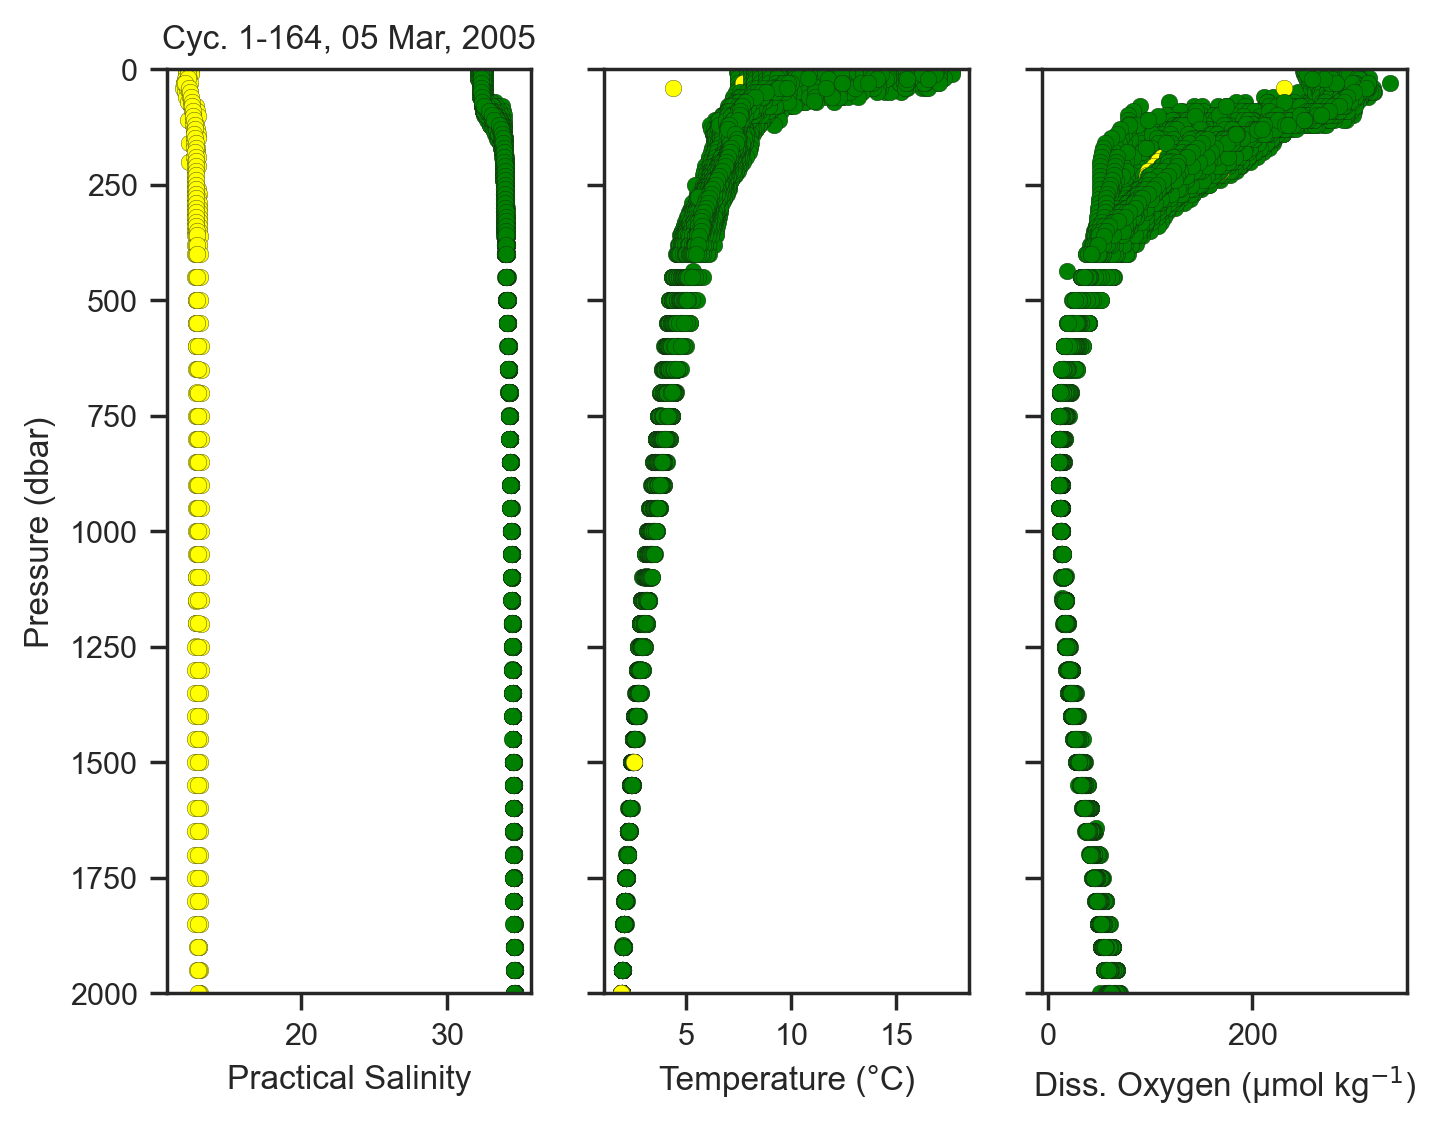 Cyc. 1-164, 05 Mar, 2005
0
250
500
750
1000
1250
1500
1750
2000
Pressure (dbar)
20 30
Practical Salinity
5 10 15
Temperature (°C)
0 200
Diss. Oxygen (µmol kg⁻¹)